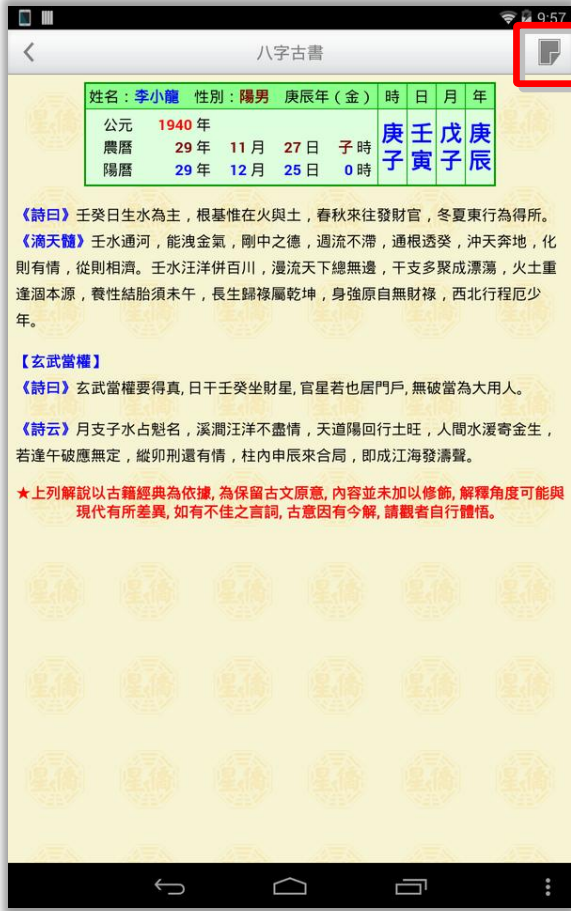 9:57
八字古書
姓名：李小龍 性別：陽男 庚辰年（金） 時 日 月 年
公元 1940 年
農曆 29 年 11 月 27 日 子 時
陽曆 29 年 12 月 25 日 0 時
庚子 壬寅 戊子 庚辰
《詩曰》壬癸日生水為主，根基惟在火與土，春秋來往發財官，冬夏東行為得所。
《滴天髓》壬水通河，能洩金氣，剛中之德，週流不滯，通根透癸，沖天奔地，化
則有情，從則相濟。壬水汪洋併百川，漫流天下總無邊，干支多聚成漂蕩，火土重
逢涸本源，養性結胎須未午，長生歸祿屬乾坤，身強原自無財祿，西北行程厄少
年。
【玄武當權】
《詩曰》玄武當權要得真, 日干壬癸坐財星, 官星若也居門戶, 無破當為大用人。
《詩云》月支子水占魁名，溪澗汪洋不盡情，天道陽回行土旺，人間水湲寄金生，
若逢午破應無定，縱卯刑還有情，柱內申辰來合局，即成江海發濤聲。
★上列解說以古籍經典為依據, 為保留古文原意, 內容並未加以修飾, 解釋角度可能與
現代有所差異, 如有不佳之言詞, 古意因有今解, 請觀者自行體悟。